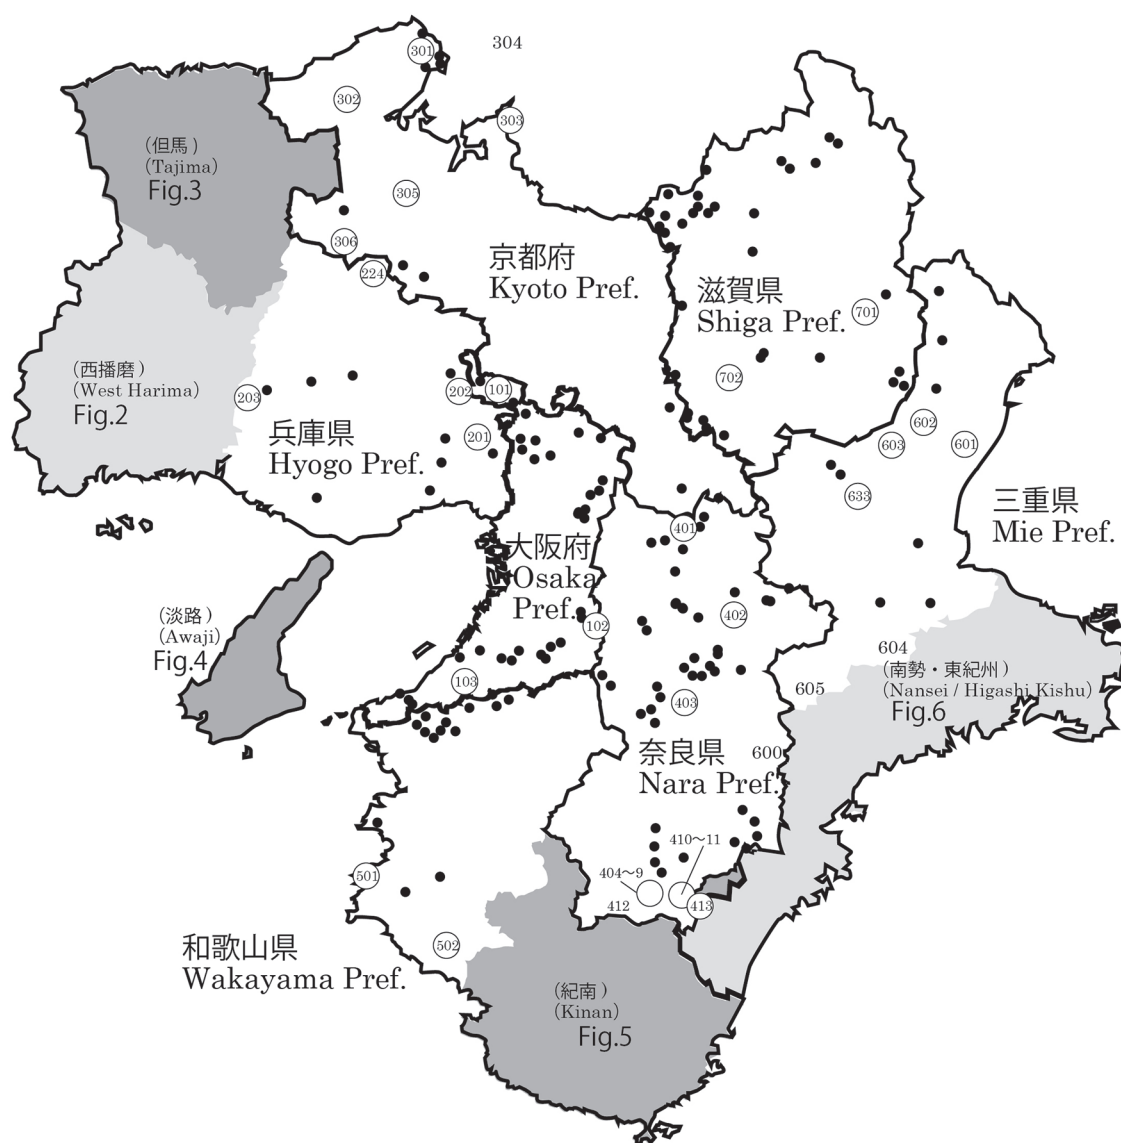 301
304
302
303
（但馬）
（Tajima）
Fig.3
305
306
224
京都府
Kyoto Pref.
滋賀県
Shiga Pref.
701
702
（西播磨）
（West Harima）
Fig.2
203
202
101
201
兵庫県
Hyogo Pref.
602
603
601
633
三重県
Mie Pref.
401
大阪府
Osaka
Pref.
102
402
（淡路）
（Awaji）
Fig.4
103
403
604
（南勢・東紀州）
（Nansei / Higashi Kishu）
Fig.6
605
600
奈良県
Nara Pref.
410～11
404～9
412
413
501
502
和歌山県
Wakayama Pref.
（紀南）
（Kinan）
Fig.5